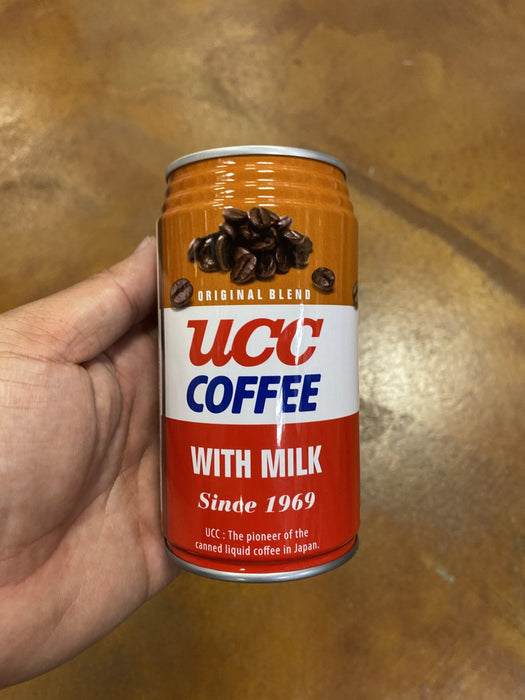 ORIGINAL BLEND
UCC
COFFEE
WITH MILK
Since 1969
UCC : The pioneer of the
canned liquid coffee in Japan.